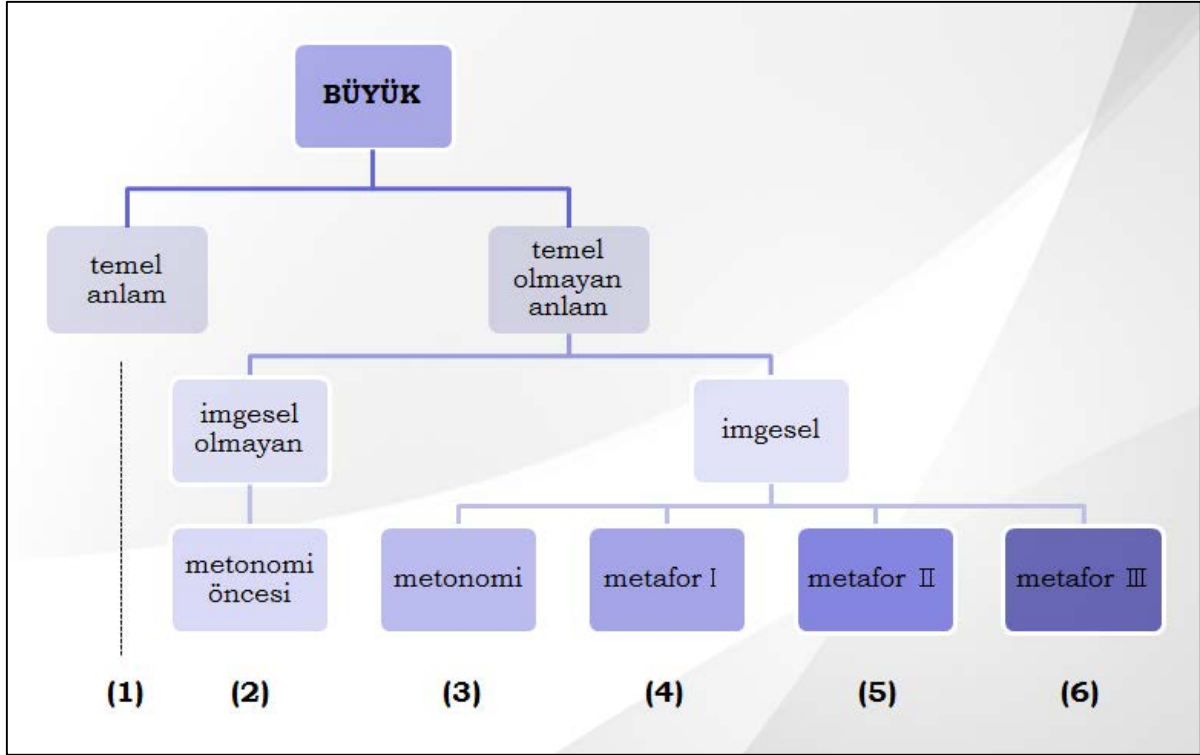 BÜYÜK
temel
anlam
temel
olmayan
anlam
imgesel
olmayan
imgesel
metonomi
öncesi
metonomi
metafor I
metafor II
metafor III
(1)
(2)
(3)
(4)
(5)
(6)